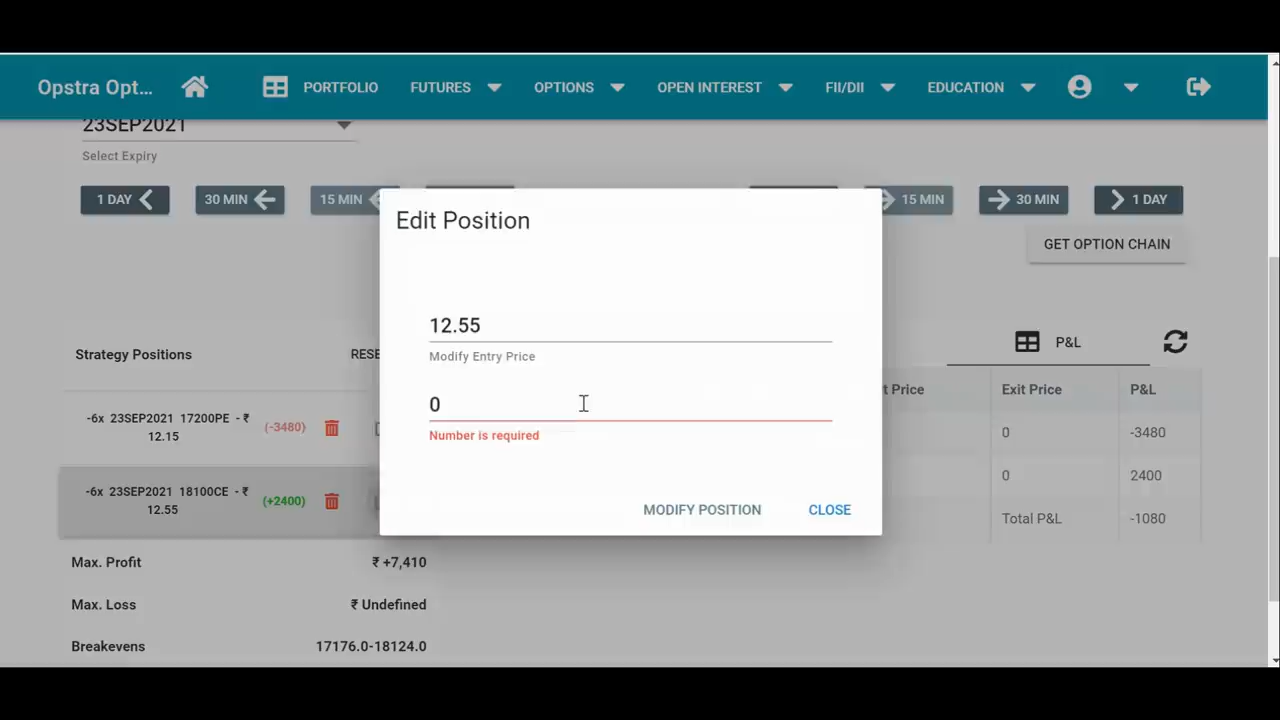 Opstra Opt...
PORTFOLIO
FUTURES
OPTIONS
OPEN INTEREST
FII/DII
EDUCATION
23SEP2021
Select Expiry
1 DAY
30 MIN
15 MIN
15 MIN
30 MIN
1 DAY
GET OPTION CHAIN
Edit Position
12.55
Modify Entry Price
0
Number is required
MODIFY POSITION
CLOSE
Strategy Positions
P&L
-6x 23SEP2021 17200PE - ₹
12.15
(-3480)
-6x 23SEP2021 18100CE - ₹
12.55
(+2400)
Price Exit Price P&L
0 -3480
0 2400
Total P&L -1080
Max. Profit ₹ +7,410
Max. Loss ₹ Undefined
Breakevens 17176.0-18124.0